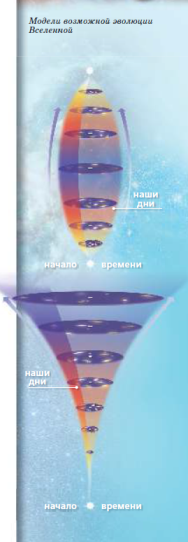 Модели возможной эволюции
Вселенной
наши
дни
начало времени
наши
дни
начало времени